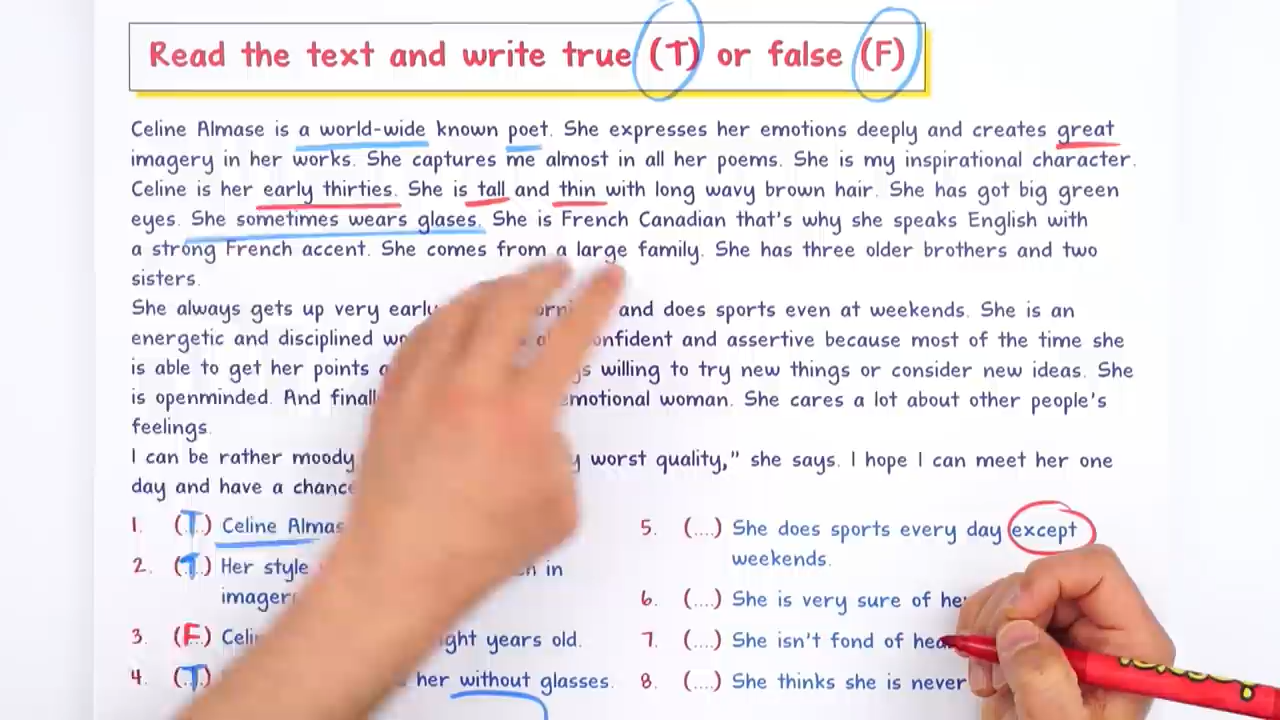 Read the text and write true (T) or false (F)
Celine Almase is a world-wide known poet. She expresses her emotions deeply and creates great
imagery in her works. She captures me almost in all her poems. She is my inspirational character.
Celine is her early thirties. She is tall and thin with long wavy brown hair. She has got big green
eyes. She sometimes wears glases. She is French Canadian that's why she speaks English with
a strong French accent. She comes from a large family. She has three older brothers and two
sisters.
She always gets up very early and does sports even at weekends. She is an
energetic and disciplined confident and assertive because most of the time she
is able to get her points willing to try new things or consider new ideas. She
is openminded. And emotional woman. She cares a lot about other people's
feelings.
I can be rather moody worst quality," she says. I hope I can meet her one
day and have a chance
1. (T) Celine
2. (T) Her style in
3. (F) years old.
4. (T) her without glasses.
5. (....) She does sports every day except
weekends.
6. (....) She is very sure of
7. (....) She isn't fond of
8. (....) She thinks she is never